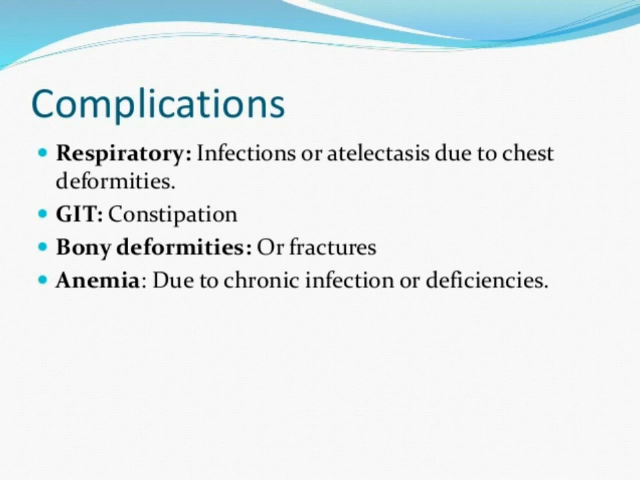 Complications
Respiratory: Infections or atelectasis due to chest
deformities.
GIT: Constipation
Bony deformities: Or fractures
Anemia: Due to chronic infection or deficiencies.